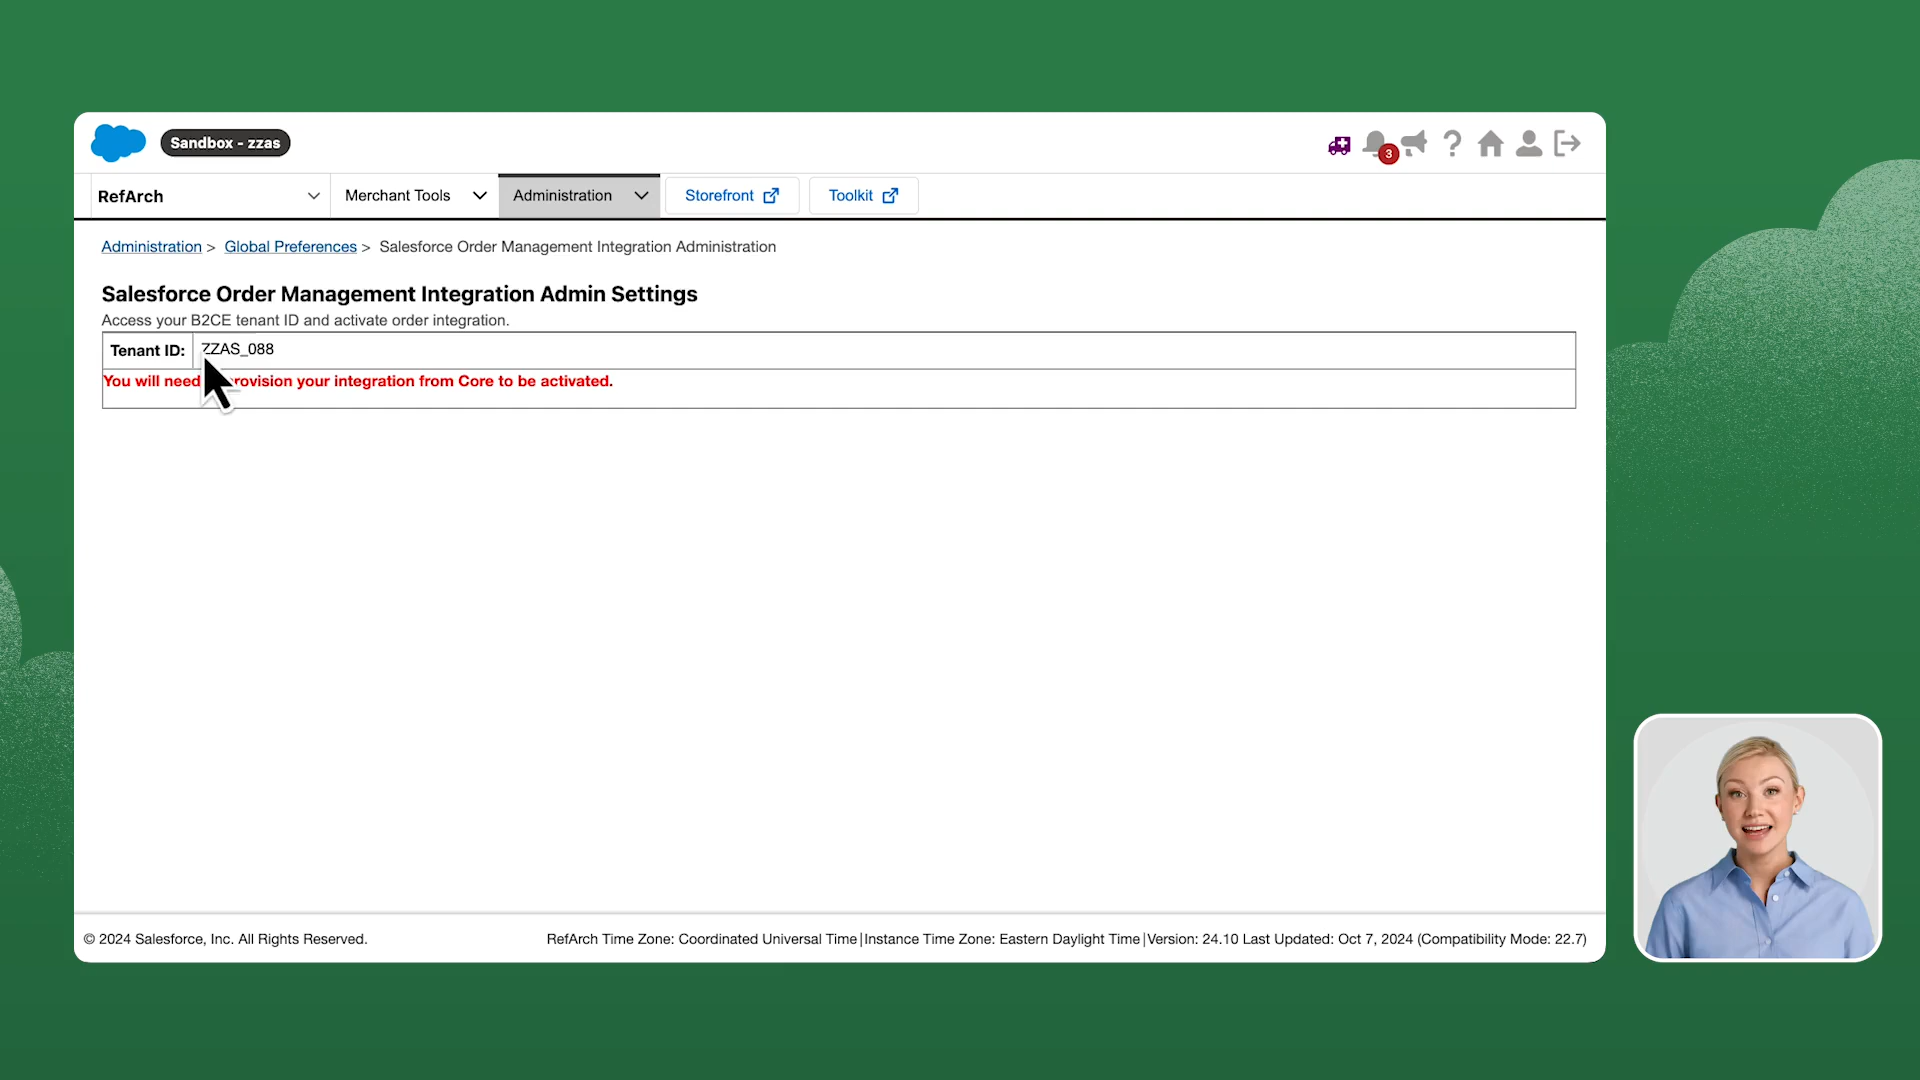 Sandbox - zzas
3
RefArch
Merchant Tools
Administration
Storefront
Toolkit
Administration > Global Preferences > Salesforce Order Management Integration Administration
Salesforce Order Management Integration Admin Settings
Access your B2CE tenant ID and activate order integration.
Tenant ID: ZZAS_088
You will need provision your integration from Core to be activated.
© 2024 Salesforce, Inc. All Rights Reserved.
RefArch Time Zone: Coordinated Universal Time | Instance Time Zone: Eastern Daylight Time | Version: 24.10 Last Updated: Oct 7, 2024 (Compatibility Mode: 22.7)